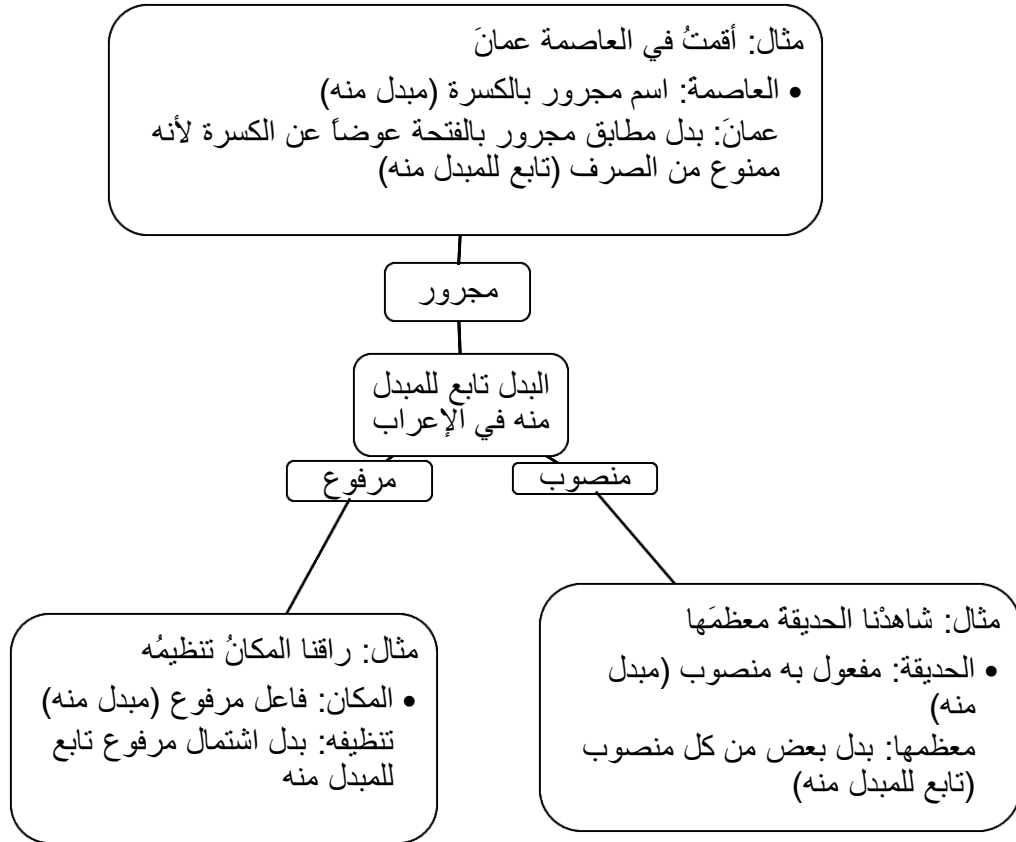 مثال: أقمتُ في العاصمة عمانَ
• العاصمة: اسم مجرور بالكسرة (مبدل منه)
عمانَ: بدل مطابق مجرور بالفتحة عوضاً عن الكسرة لأنه
ممنوع من الصرف (تابع للمبدل منه)
مجرور
البدل تابع للمبدل
منه في الإعراب
منصوب
مرفوع
مثال: شاهدْنا الحديقةَ معظمَها
• الحديقة: مفعول به منصوب (مبدل
منه)
معظمها: بدل بعض من كل منصوب
(تابع للمبدل منه)
مثال: راقنا المكانُ تنظيمُه
• المكان: فاعل مرفوع (مبدل منه)
تنظيفه: بدل اشتمال مرفوع تابع
للمبدل منه